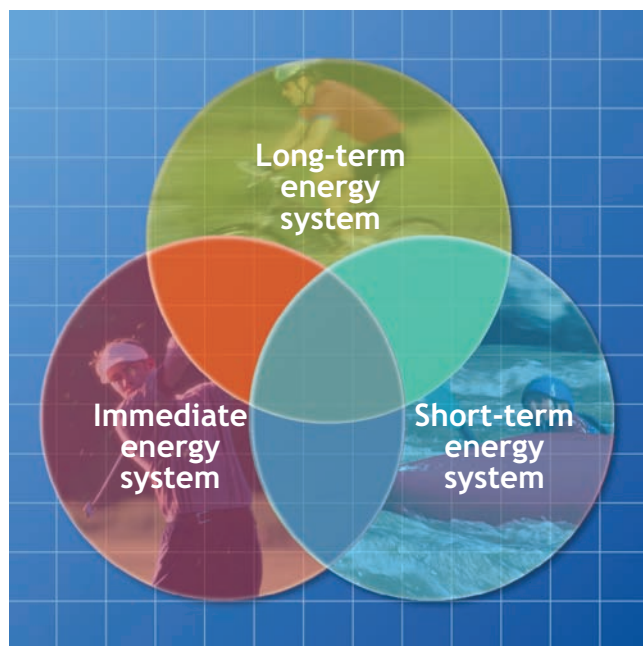 Long-term
energy
system
Immediate
energy
system
Short-term
energy
system